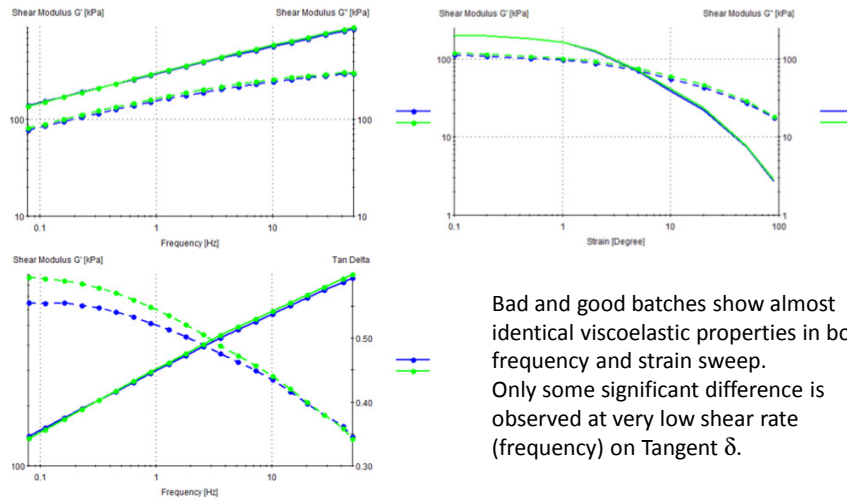 Shear Modulus G' [kPa] Shear Modulus G" [kPa]
100 100
10 10
0.1 1 10
Frequency [Hz]
Shear Modulus G' [kPa] Shear Modulus G" [kPa]
100 100
10 10
1 1
0.1 1 10 100
Strain [Degree]
Shear Modulus G' [kPa] Tan Delta
0.50
0.40
100 0.30
0.1 1 10
Frequency [Hz]
Bad and good batches show almost
identical viscoelastic properties in bo
frequency and strain sweep.
Only some significant difference is
observed at very low shear rate
(frequency) on Tangent δ.